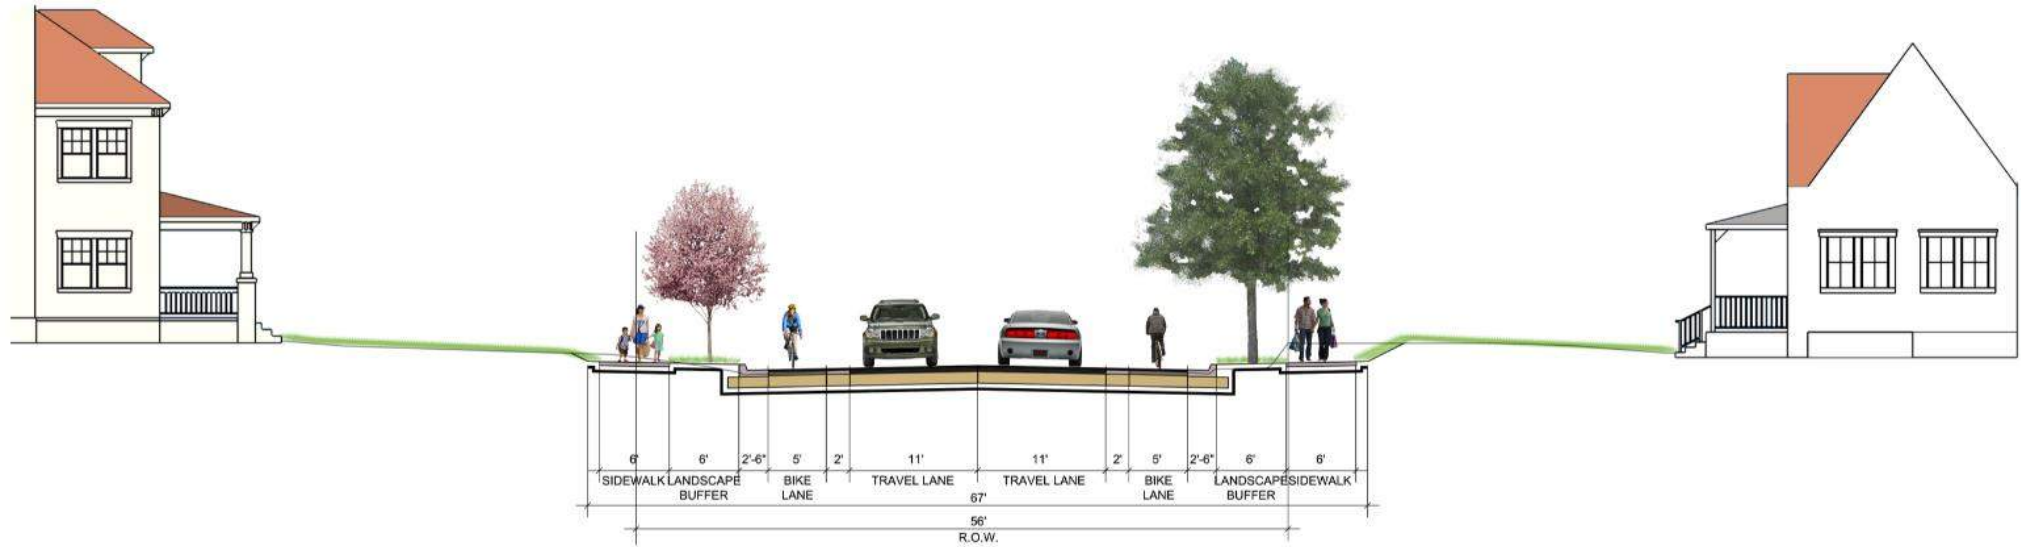 6' 6' 2'-6" 5' 2' 11' 11' 2' 5' 2'-6" 6' 6'
SIDEWALK LANDSCAPE BIKE TRAVEL LANE TRAVEL LANE BIKE LANDSCAPE SIDEWALK
BUFFER LANE LANE BUFFER
67'
56'
R.O.W.